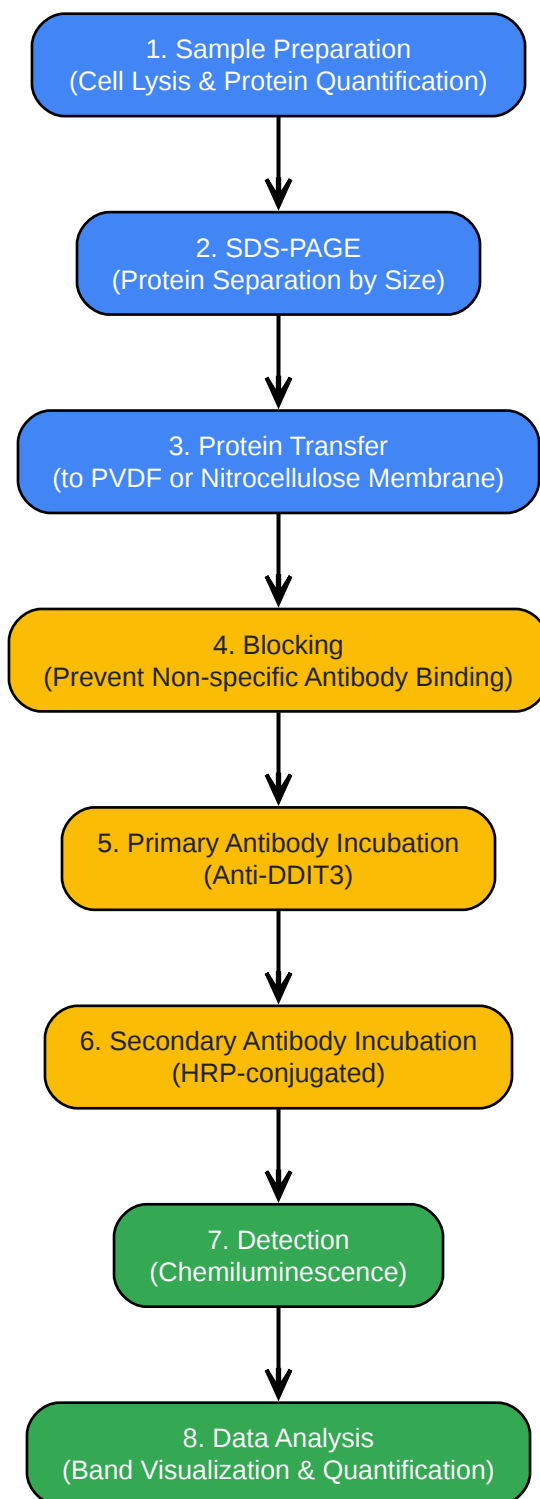 1. Sample Preparation
(Cell Lysis & Protein Quantification)
2. SDS-PAGE
(Protein Separation by Size)
3. Protein Transfer
(to PVDF or Nitrocellulose Membrane)
4. Blocking
(Prevent Non-specific Antibody Binding)
5. Primary Antibody Incubation
(Anti-DDIT3)
6. Secondary Antibody Incubation
(HRP-conjugated)
7. Detection
(Chemiluminescence)
8. Data Analysis
(Band Visualization & Quantification)